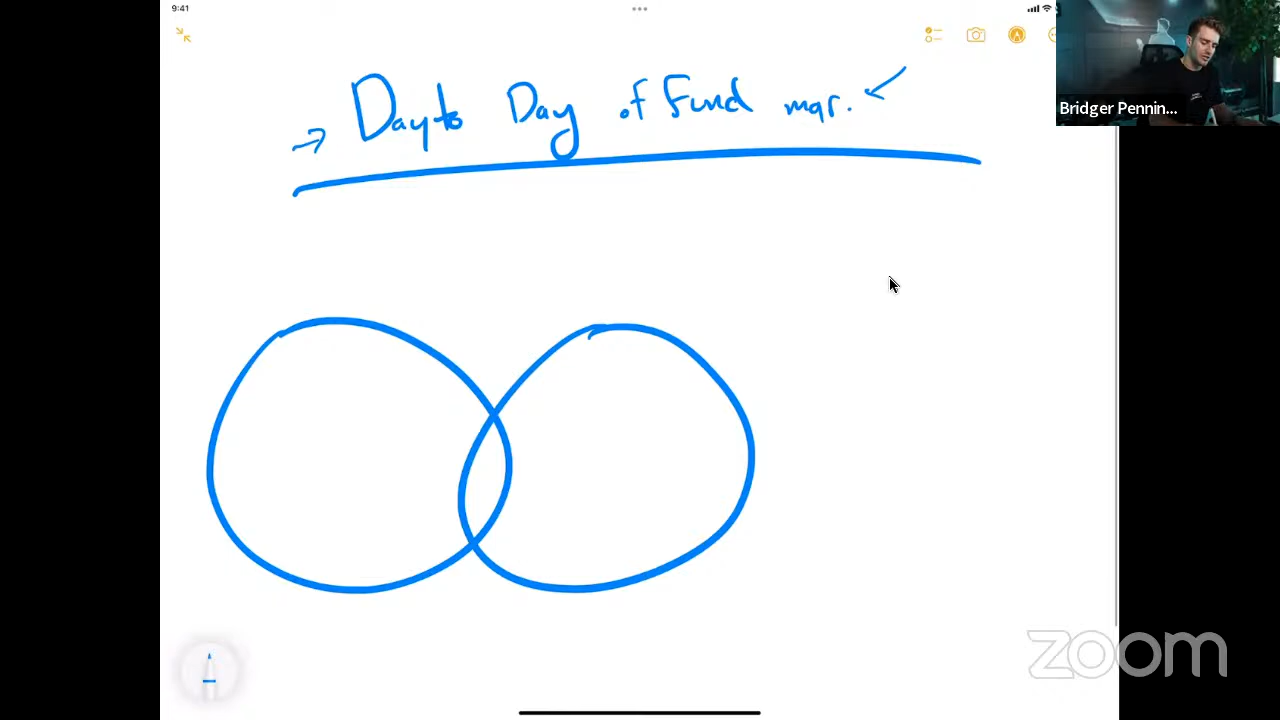 9:41
→ Day to Day of Fund mgr. ←
Bridger Pennin...
zoom